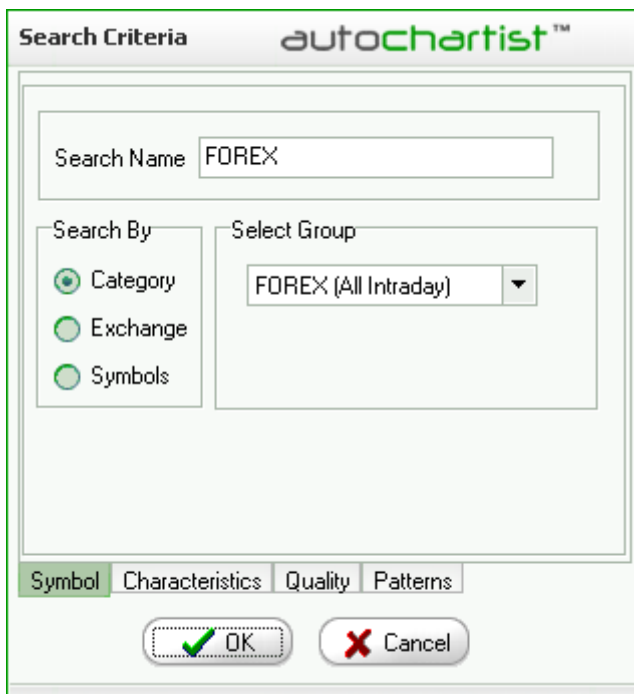 Search Criteria autochartist™
Search Name FOREX
Search By Select Group
Category FOREX (All Intraday)
Exchange
Symbols
Symbol Characteristics Quality Patterns
OK Cancel